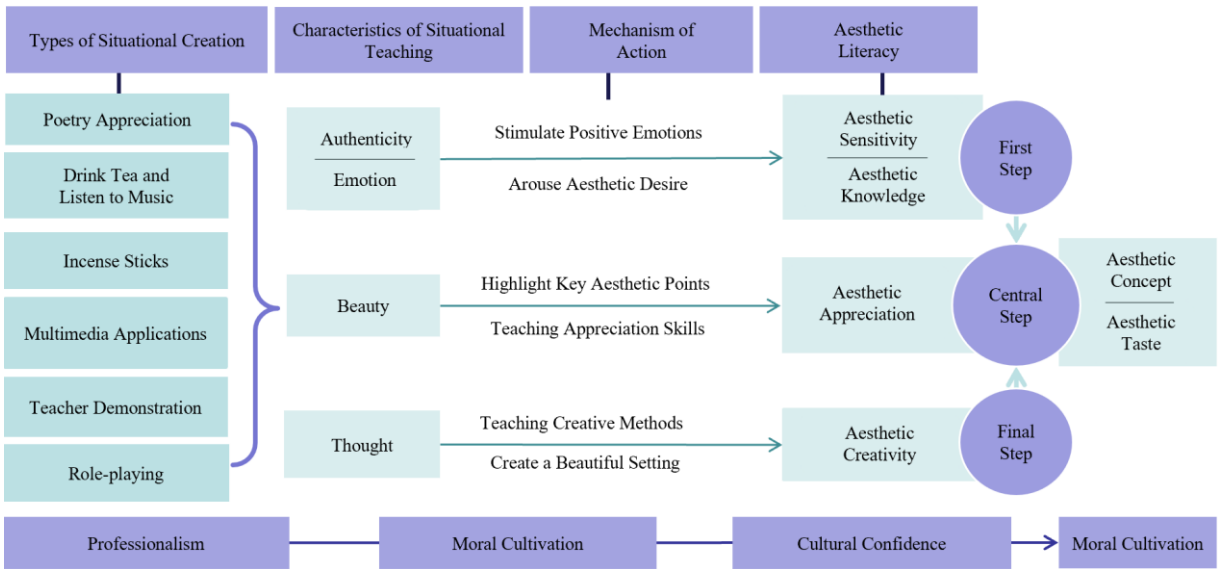 Types of Situational Creation
Characteristics of Situational
Teaching
Mechanism of
Action
Aesthetic
Literacy
Poetry Appreciation
Drink Tea and
Listen to Music
Incense Sticks
Multimedia Applications
Teacher Demonstration
Role-playing
Authenticity
Emotion
Stimulate Positive Emotions
Arouse Aesthetic Desire
Aesthetic
Sensitivity
Aesthetic
Knowledge
First
Step
Beauty
Highlight Key Aesthetic Points
Teaching Appreciation Skills
Aesthetic
Appreciation
Central
Step
Aesthetic
Concept
Aesthetic
Taste
Thought
Teaching Creative Methods
Create a Beautiful Setting
Aesthetic
Creativity
Final
Step
Professionalism
Moral Cultivation
Cultural Confidence
Moral Cultivation